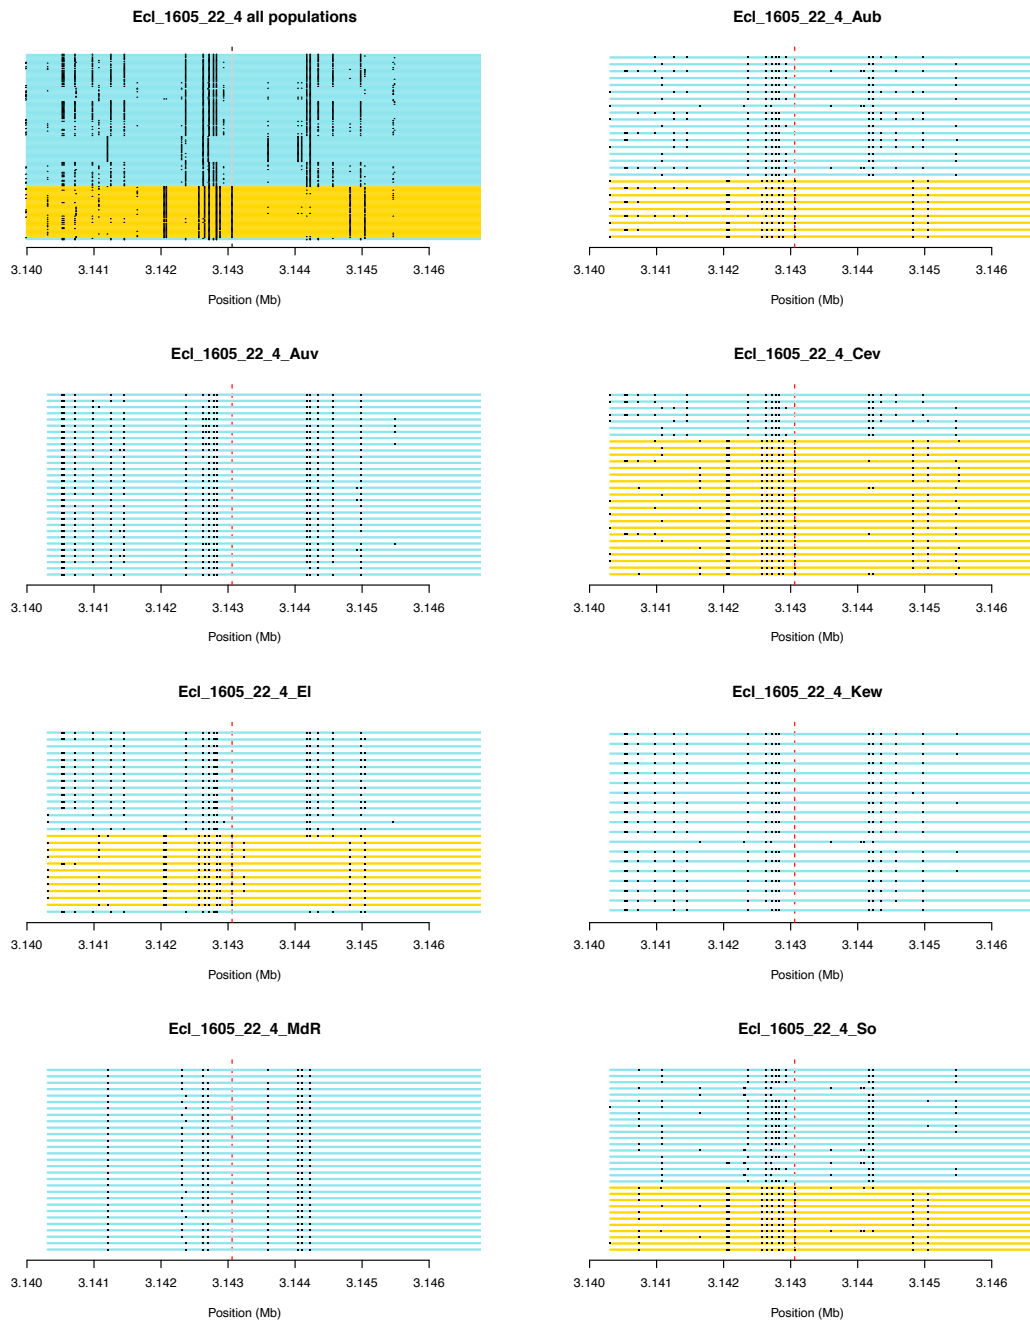 Ecl_1605_22_4 all populations
3.140 3.141 3.142 3.143 3.144 3.145 3.146
Position (Mb)
Ecl_1605_22_4_Aub
3.140 3.141 3.142 3.143 3.144 3.145 3.146
Position (Mb)
Ecl_1605_22_4_Auv
3.140 3.141 3.142 3.143 3.144 3.145 3.146
Position (Mb)
Ecl_1605_22_4_Cev
3.140 3.141 3.142 3.143 3.144 3.145 3.146
Position (Mb)
Ecl_1605_22_4_El
3.140 3.141 3.142 3.143 3.144 3.145 3.146
Position (Mb)
Ecl_1605_22_4_Kew
3.140 3.141 3.142 3.143 3.144 3.145 3.146
Position (Mb)
Ecl_1605_22_4_MdR
3.140 3.141 3.142 3.143 3.144 3.145 3.146
Position (Mb)
Ecl_1605_22_4_So
3.140 3.141 3.142 3.143 3.144 3.145 3.146
Position (Mb)